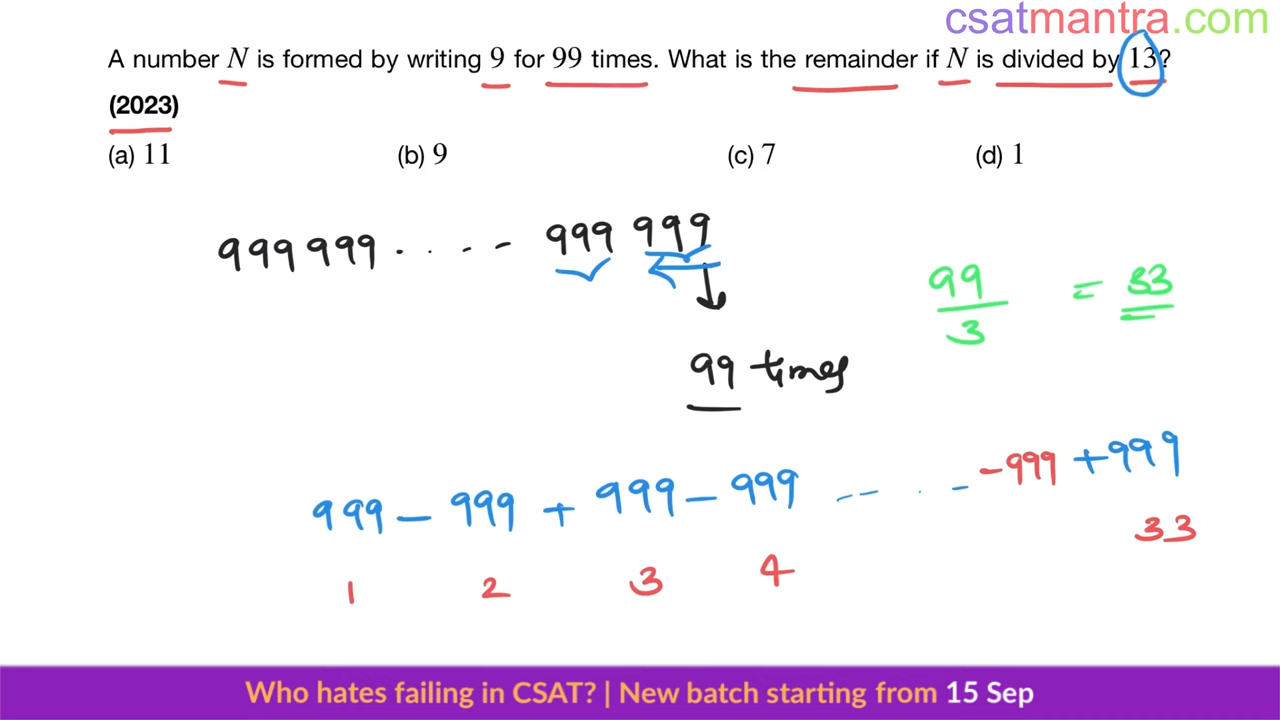 csatmantra.com
A number N is formed by writing 9 for 99 times. What is the remainder if N is divided by 13?
(2023)
(a) 11 (b) 9 (c) 7 (d) 1
999 999 . . . - - 999 999
99/3 = 33
99 times
999 - 999 + 999 - 999 - - . . - -999 +999
1 2 3 4 33
Who hates failing in CSAT? | New batch starting from 15 Sep